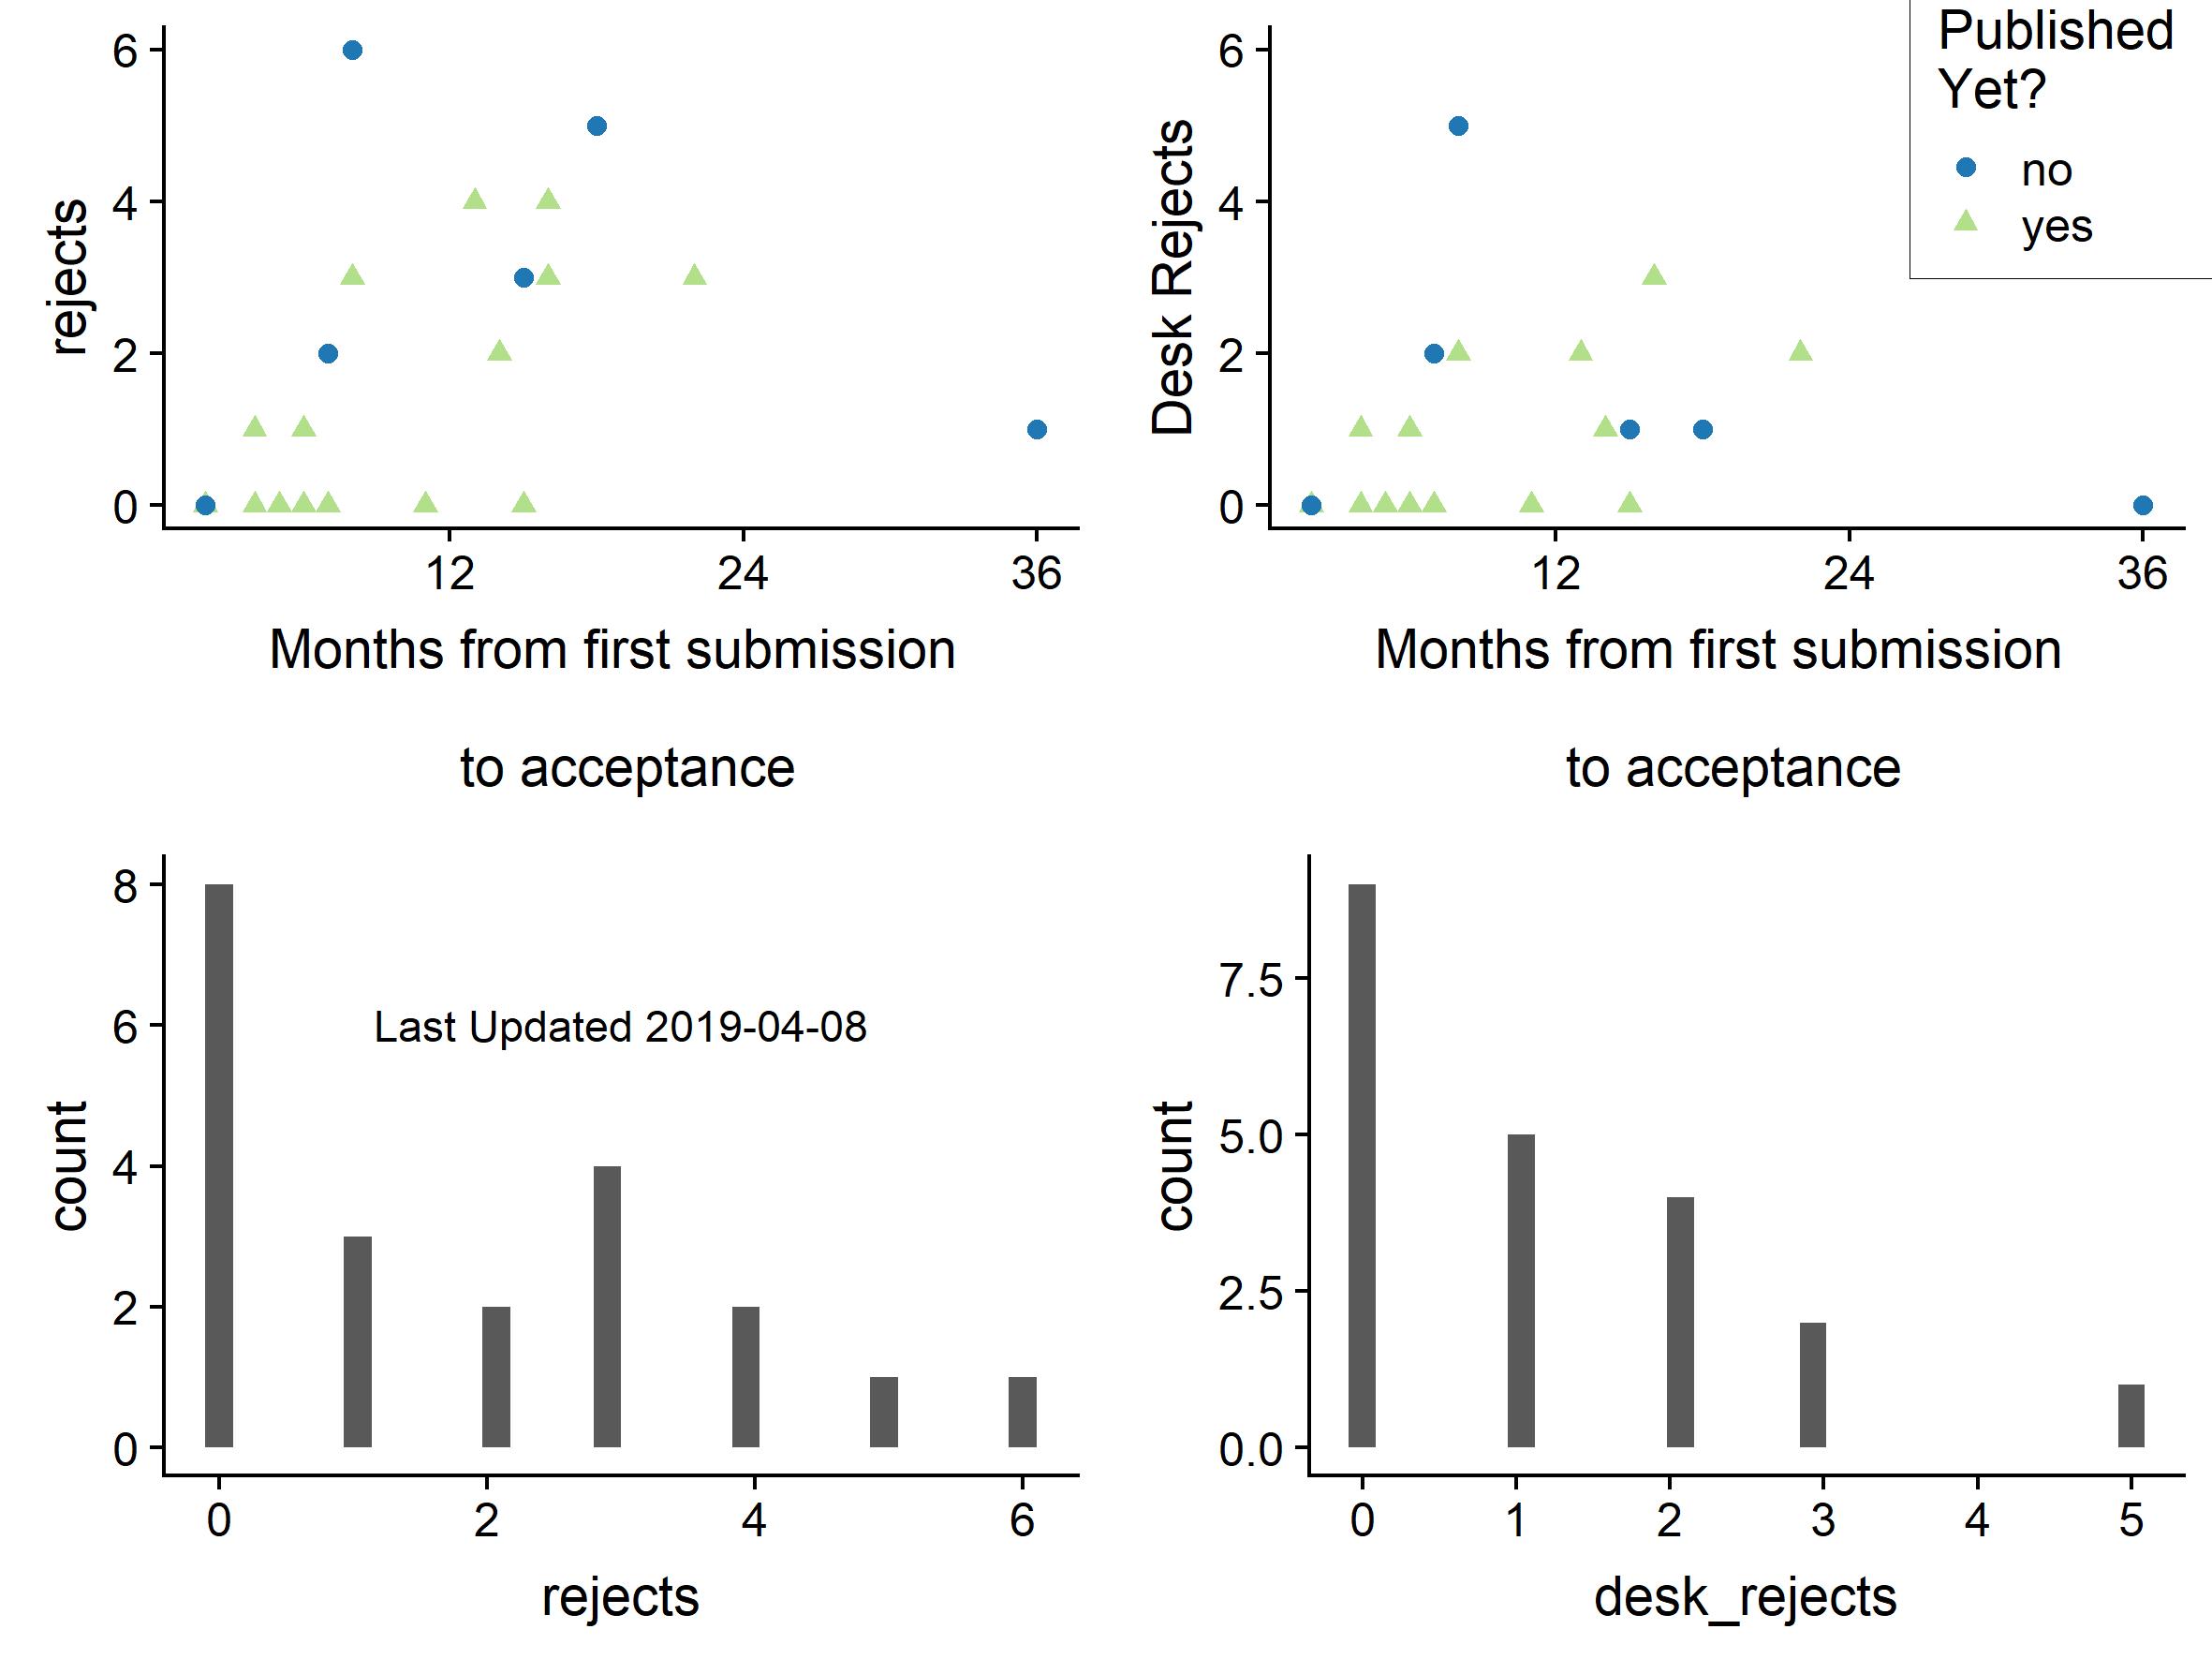 6
4
2
0
rejects
12 24 36
Months from first submission
to acceptance
6
4
2
0
Desk Rejects
12 24 36
Months from first submission
to acceptance
Published
Yet?
no
yes
8
6
4
2
0
count
Last Updated 2019-04-08
0 2 4 6
rejects
7.5
5.0
2.5
0.0
count
0 1 2 3 4 5
desk_rejects